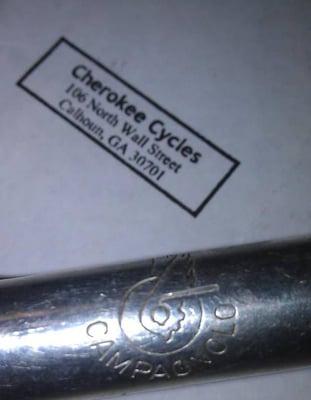 Cherokee Cycles
106 North Wall Street
Calhoun, GA 30701
CAMPAGNOLO